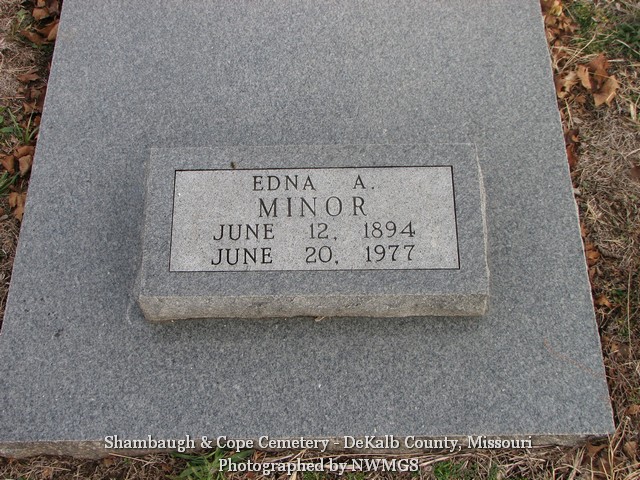 EDNA A.
MINOR
JUNE 12, 1894
JUNE 20, 1977
Shambaugh & Cope Cemetery - DeKalb County, Missouri
Photographed by NWMGS